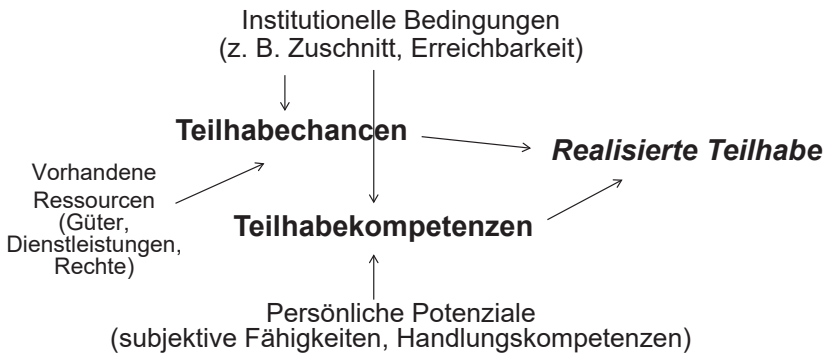 Institutionelle Bedingungen
(z. B. Zuschnitt, Erreichbarkeit)
Teilhabechancen
Realisierte Teilhabe
Vorhandene
Ressourcen
(Güter,
Dienstleistungen,
Rechte)
Teilhabekompetenzen
Persönliche Potenziale
(subjektive Fähigkeiten, Handlungskompetenzen)